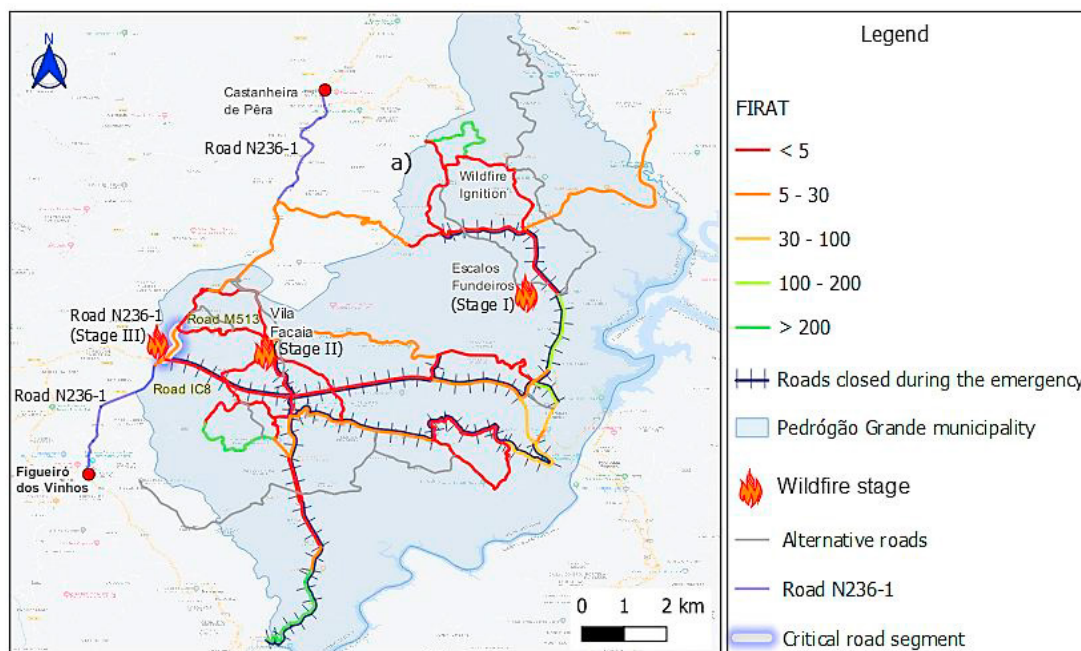 N
Castanheira
de Pêra
Road N236-1
a)
Wildfire
Ignition
Escalos
Fundeiros
(Stage I)
Road N236-1
(Stage III)
Road M513
Vila
Facaia
(Stage II)
Road IC8
Road N236-1
Figueiró
dos Vinhos
0 1 2 km
Legend
FIRAT
< 5
5 - 30
30 - 100
100 - 200
> 200
Roads closed during the emergency
Pedrógão Grande municipality
Wildfire stage
Alternative roads
Road N236-1
Critical road segment